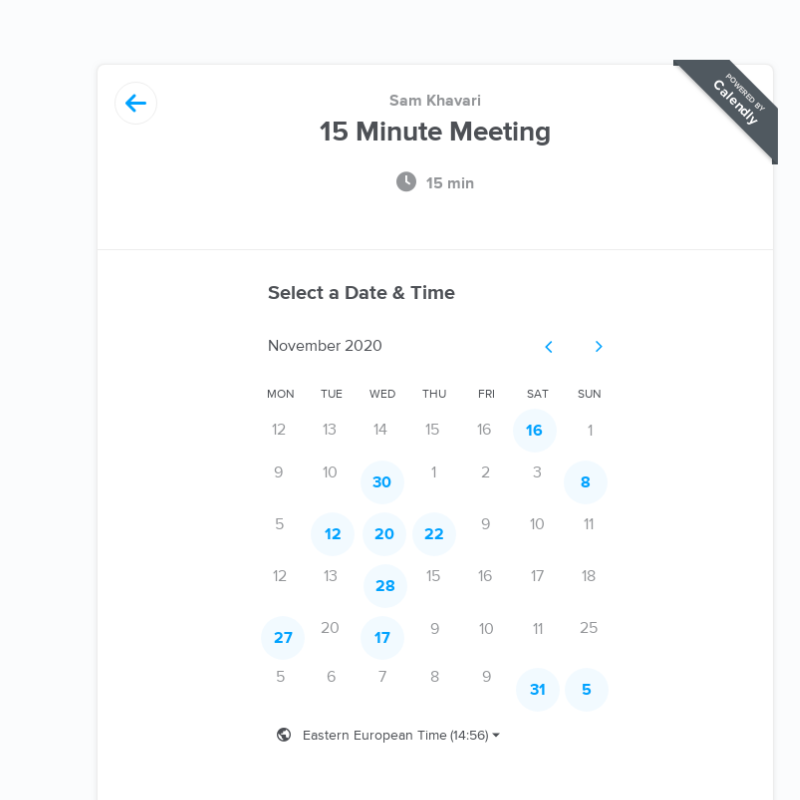 POWERED BY
Calendly
Sam Khavari
15 Minute Meeting
15 min
Select a Date & Time
November 2020
MON TUE WED THU FRI SAT SUN
12 13 14 15 16 16 1
9 10 30 1 2 3 8
5 12 20 22 9 10 11
12 13 28 15 16 17 18
27 20 17 9 10 11 25
5 6 7 8 9 31 5
Eastern European Time (14:56)